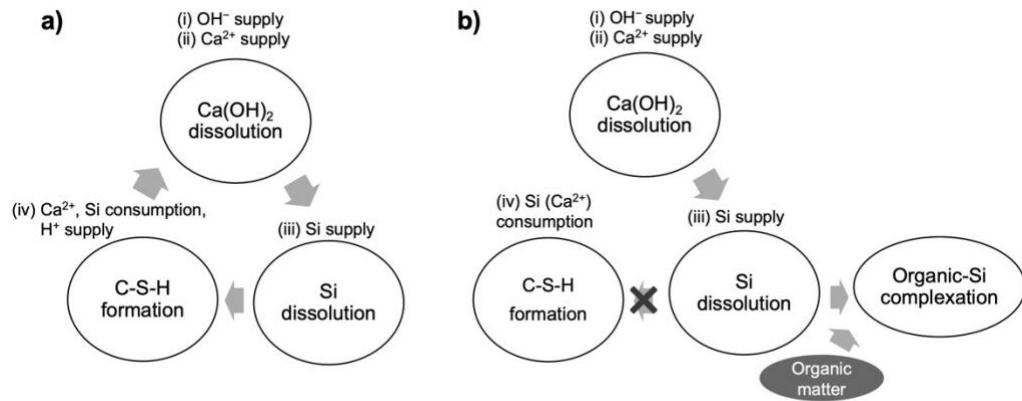 a)
(i) OH⁻ supply
(ii) Ca²⁺ supply
Ca(OH)₂
dissolution
(iv) Ca²⁺, Si consumption,
H⁺ supply
(iii) Si supply
C-S-H
formation
Si
dissolution
b)
(i) OH⁻ supply
(ii) Ca²⁺ supply
Ca(OH)₂
dissolution
(iv) Si (Ca²⁺)
consumption
(iii) Si supply
C-S-H
formation
Si
dissolution
Organic-Si
complexation
Organic
matter